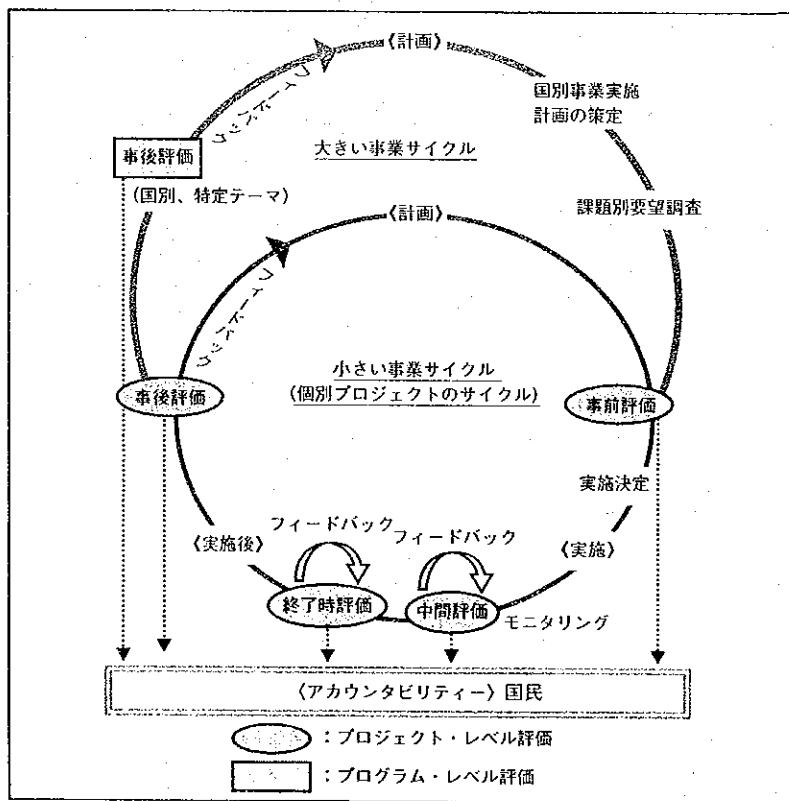 〈計画〉
フィードバック
国別事業実施
計画の策定
事後評価
大きい事業サイクル
(国別、特定テーマ)
〈計画〉
課題別要望調査
フィードバック
小さい事業サイクル
(個別プロジェクトのサイクル)
事後評価
事前評価
実施決定
フィードバック
フィードバック
〈実施後〉
〈実施〉
終了時評価
中間評価
モニタリング
〈アカウンタビリティー〉国民
：プロジェクト・レベル評価
：プログラム・レベル評価